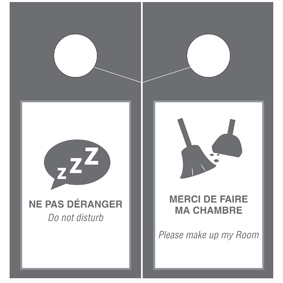 zzz
NE PAS DÉRANGER
Do not disturb
MERCI DE FAIRE
MA CHAMBRE
Please make up my Room